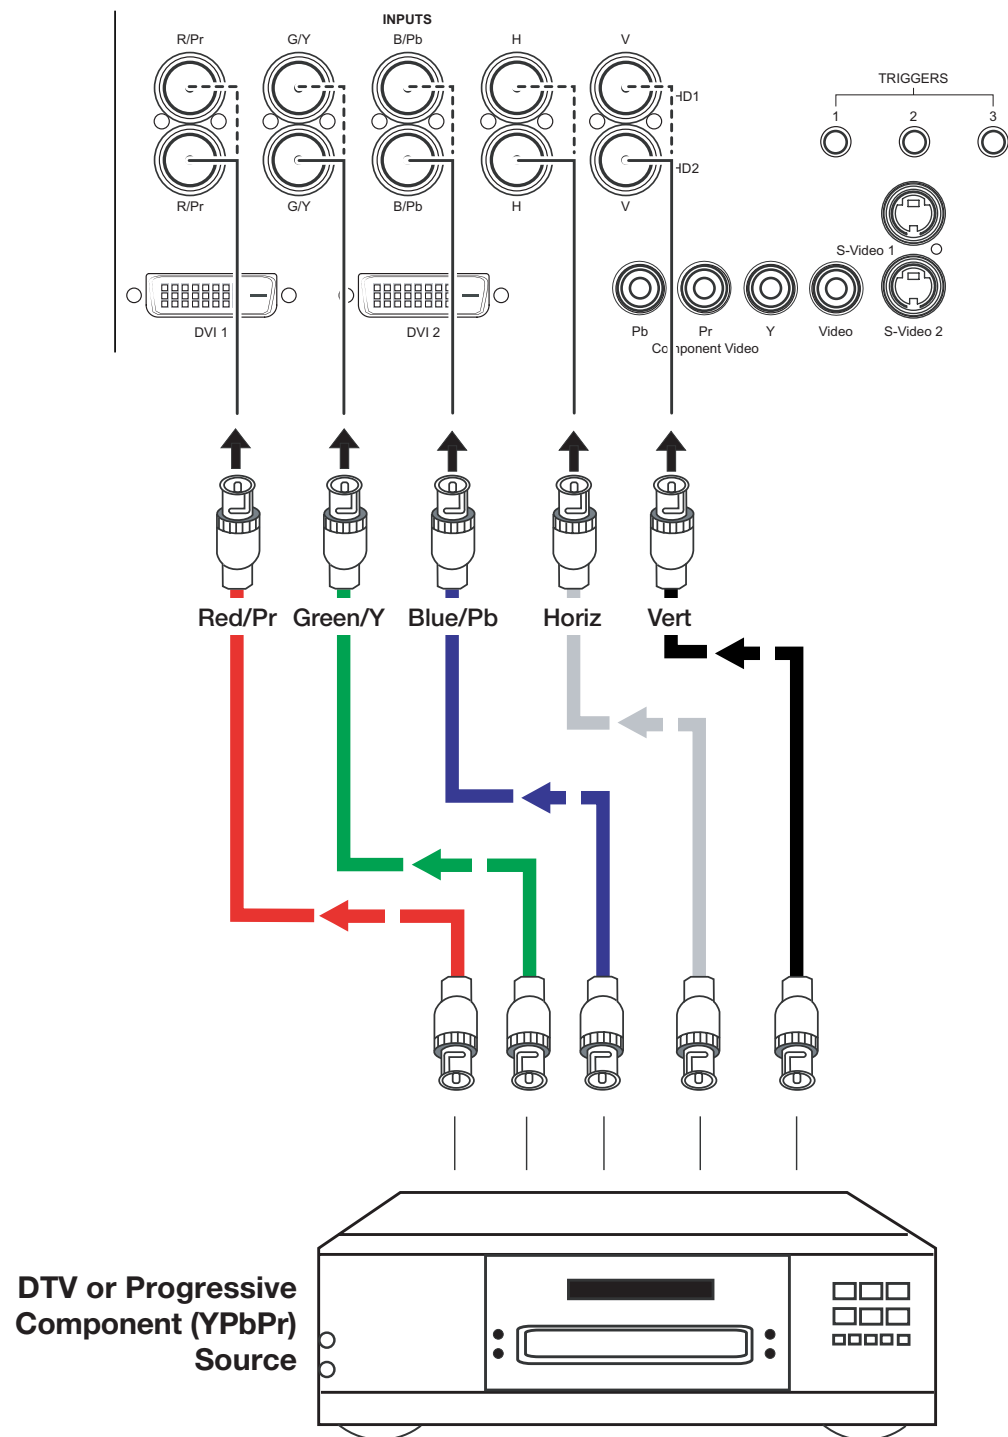 INPUTS
R/Pr G/Y B/Pb H V
HD1
TRIGGERS
1 2 3
HD2
R/Pr G/Y B/Pb H V
S-Video 1
DVI 1 DVI 2
Pb Pr Y Video S-Video 2
Component Video
Red/Pr Green/Y Blue/Pb Horiz Vert
DTV or Progressive
Component (YPbPr)
Source